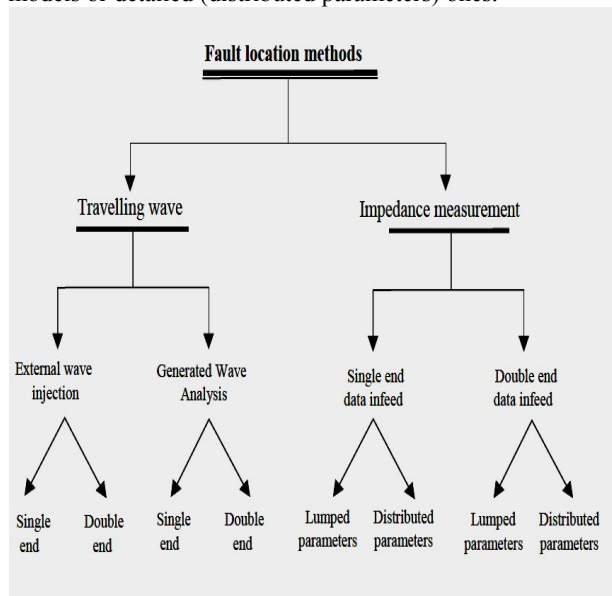 models or detailed (distributed parameters) ones.
Fault location methods
Travelling wave
Impedance measurement
External wave
injection
Generated Wave
Analysis
Single end
data infeed
Double end
data infeed
Single
end
Double
end
Single
end
Double
end
Lumped
parameters
Distributed
parameters
Lumped
parameters
Distributed
parameters